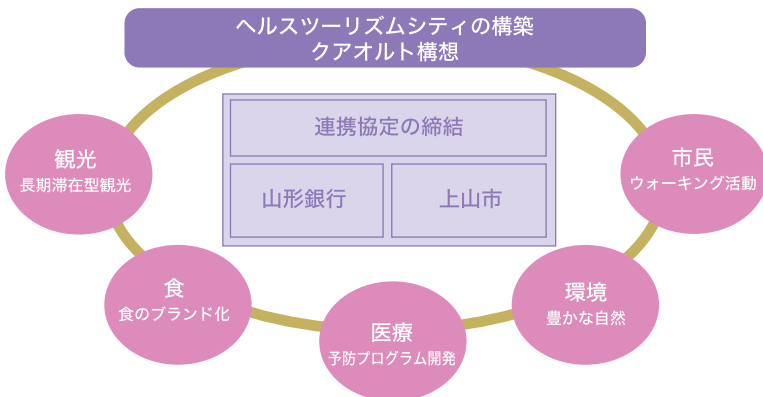 ヘルスツーリズムシティの構築
クアオルト構想
連携協定の締結
山形銀行
上山市
観光
長期滞在型観光
食
食のブランド化
医療
予防プログラム開発
環境
豊かな自然
市民
ウォーキング活動